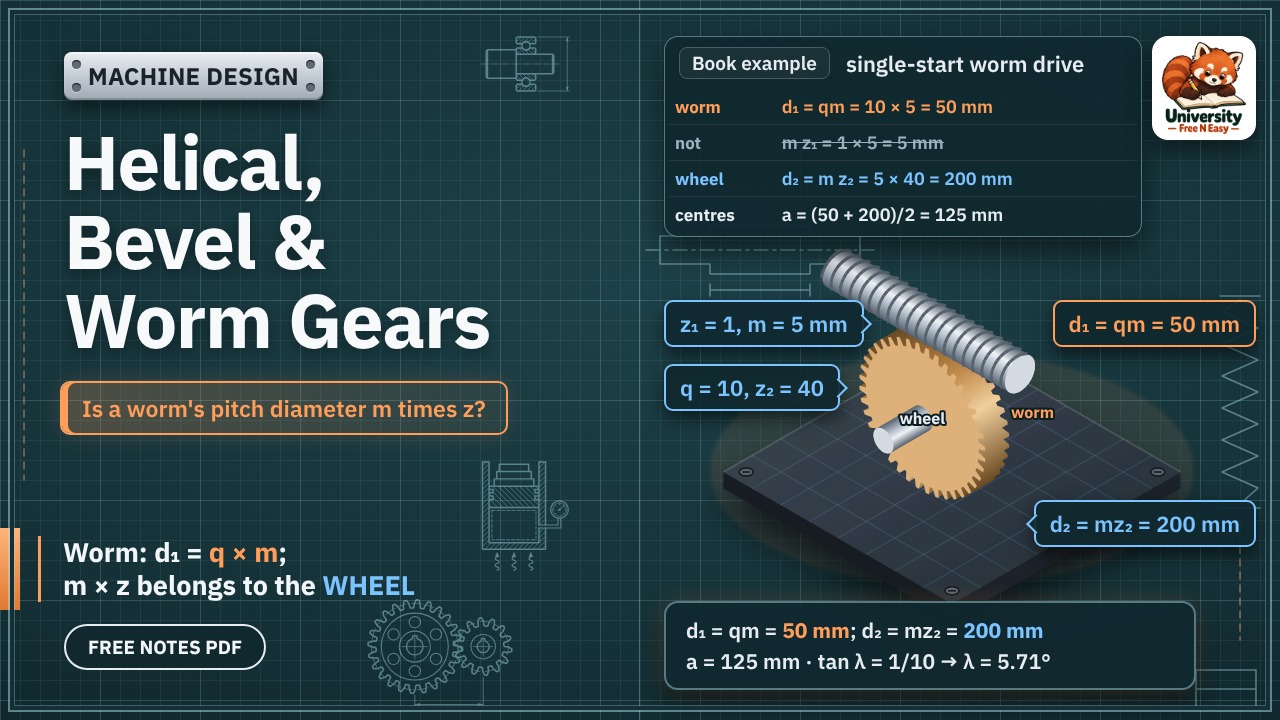 MACHINE DESIGN
Helical,
Bevel &
Worm Gears
Is a worm's pitch diameter m times z?
Worm: d₁ = q × m;
m × z belongs to the WHEEL
FREE NOTES PDF
Book example single-start worm drive
worm d₁ = qm = 10 × 5 = 50 mm
not m z₁ = 1 × 5 = 5 mm
wheel d₂ = m z₂ = 5 × 40 = 200 mm
centres a = (50 + 200)/2 = 125 mm
University
Free N Easy
z₁ = 1, m = 5 mm
d₁ = qm = 50 mm
q = 10, z₂ = 40
wheel
worm
d₂ = mz₂ = 200 mm
d₁ = qm = 50 mm; d₂ = mz₂ = 200 mm
a = 125 mm · tan λ = 1/10 → λ = 5.71°